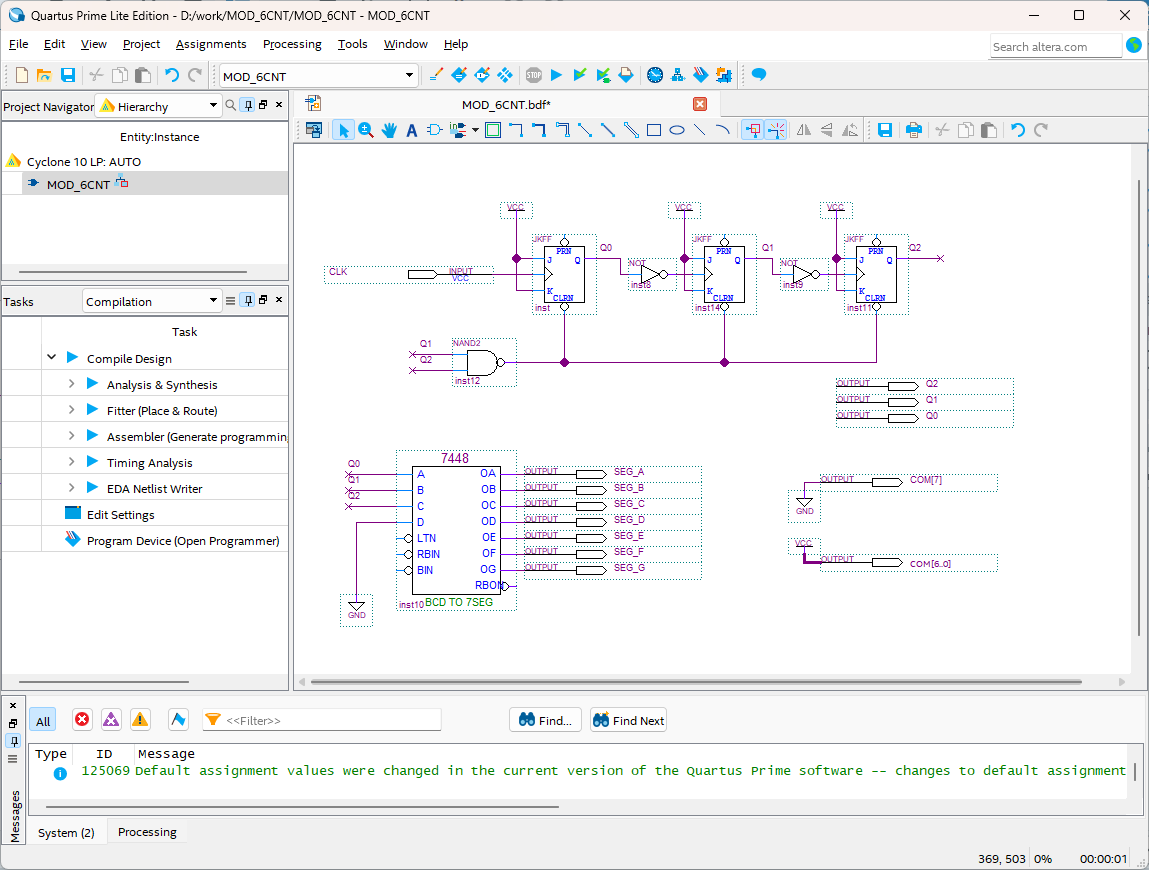 Quartus Prime Lite Edition - D:/work/MOD_6CNT/MOD_6CNT - MOD_6CNT
File Edit View Project Assignments Processing Tools Window Help
Search altera.com
MOD_6CNT
STOP
Project Navigator Hierarchy
MOD_6CNT.bdf*
Entity:Instance
Cyclone 10 LP: AUTO
MOD_6CNT
Tasks Compilation
Task
Compile Design
Analysis & Synthesis
Fitter (Place & Route)
Assembler (Generate programmin
Timing Analysis
EDA Netlist Writer
Edit Settings
Program Device (Open Programmer)
VCC VCC VCC
JKFF JKFF JKFF
PRN PRN PRN
J Q Q0 J Q Q1 J Q Q2
NOT NOT
CLK INPUT
VCC
inst8 inst9
K K K
CLRN CLRN CLRN
inst inst14 inst11
NAND2
Q1
Q2
inst12
OUTPUT Q2
OUTPUT Q1
OUTPUT Q0
7448
Q0 A OA OUTPUT SEG_A
Q1 B OB OUTPUT SEG_B
Q2 C OC OUTPUT SEG_C
D OD OUTPUT SEG_D
LTN OE OUTPUT SEG_E
RBIN OF OUTPUT SEG_F
BIN OG OUTPUT SEG_G
RBON
inst10 BCD TO 7SEG
GND
OUTPUT COM[7]
GND
VCC
OUTPUT COM[6..0]
All <<Filter>> Find... Find Next
Type ID Message
125069 Default assignment values were changed in the current version of the Quartus Prime software -- changes to default assignment
Messages
System (2) Processing
369, 503 0% 00:00:01